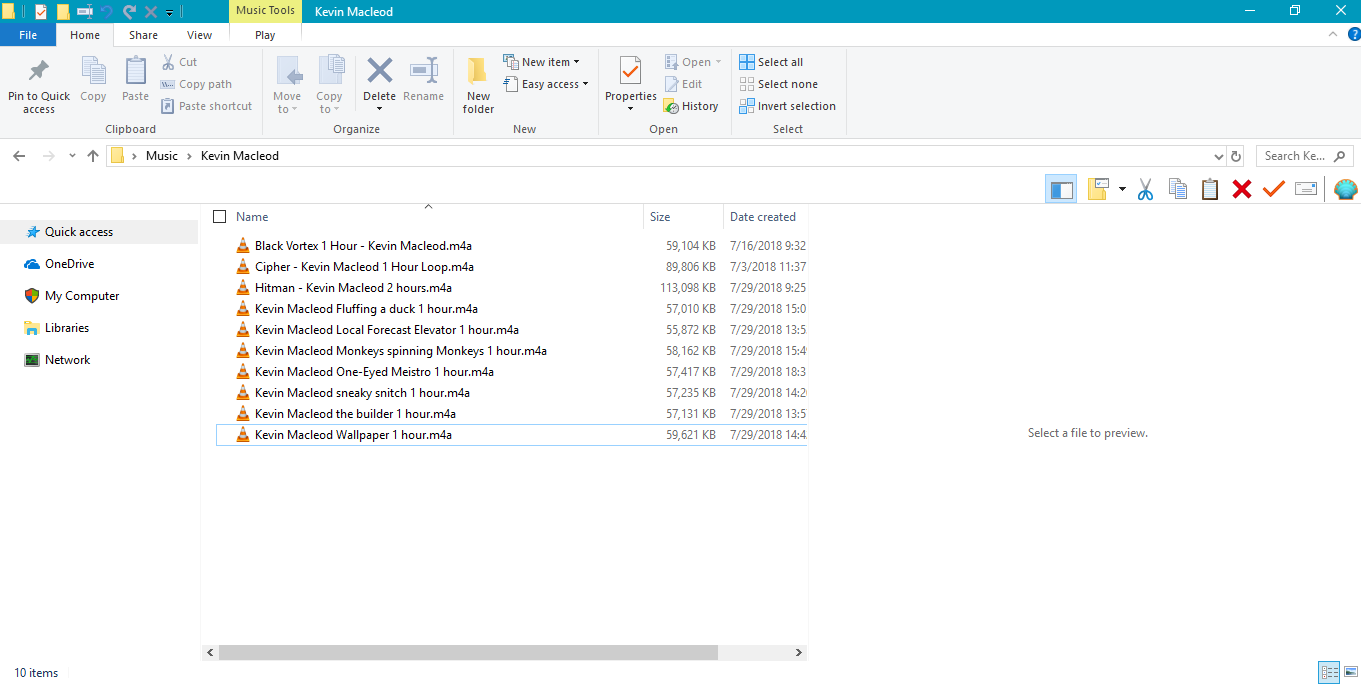 Music Tools
Kevin Macleod
File Home Share View Play
Pin to Quick access
Copy
Paste
Cut
Copy path
Paste shortcut
Clipboard
Move to
Copy to
Delete
Rename
Organize
New folder
New item
Easy access
New
Properties
Open
Edit
History
Open
Select all
Select none
Invert selection
Select
Music Kevin Macleod
Search Ke...
Quick access
OneDrive
My Computer
Libraries
Network
Name Size Date created
Black Vortex 1 Hour - Kevin Macleod.m4a 59,104 KB 7/16/2018 9:32
Cipher - Kevin Macleod 1 Hour Loop.m4a 89,806 KB 7/3/2018 11:37
Hitman - Kevin Macleod 2 hours.m4a 113,098 KB 7/29/2018 9:25
Kevin Macleod Fluffing a duck 1 hour.m4a 57,010 KB 7/29/2018 15:0
Kevin Macleod Local Forecast Elevator 1 hour.m4a 55,872 KB 7/29/2018 13:5
Kevin Macleod Monkeys spinning Monkeys 1 hour.m4a 58,162 KB 7/29/2018 15:4
Kevin Macleod One-Eyed Meistro 1 hour.m4a 57,417 KB 7/29/2018 18:3
Kevin Macleod sneaky snitch 1 hour.m4a 57,235 KB 7/29/2018 14:2
Kevin Macleod the builder 1 hour.m4a 57,131 KB 7/29/2018 13:5
Kevin Macleod Wallpaper 1 hour.m4a 59,621 KB 7/29/2018 14:4
Select a file to preview.
10 items